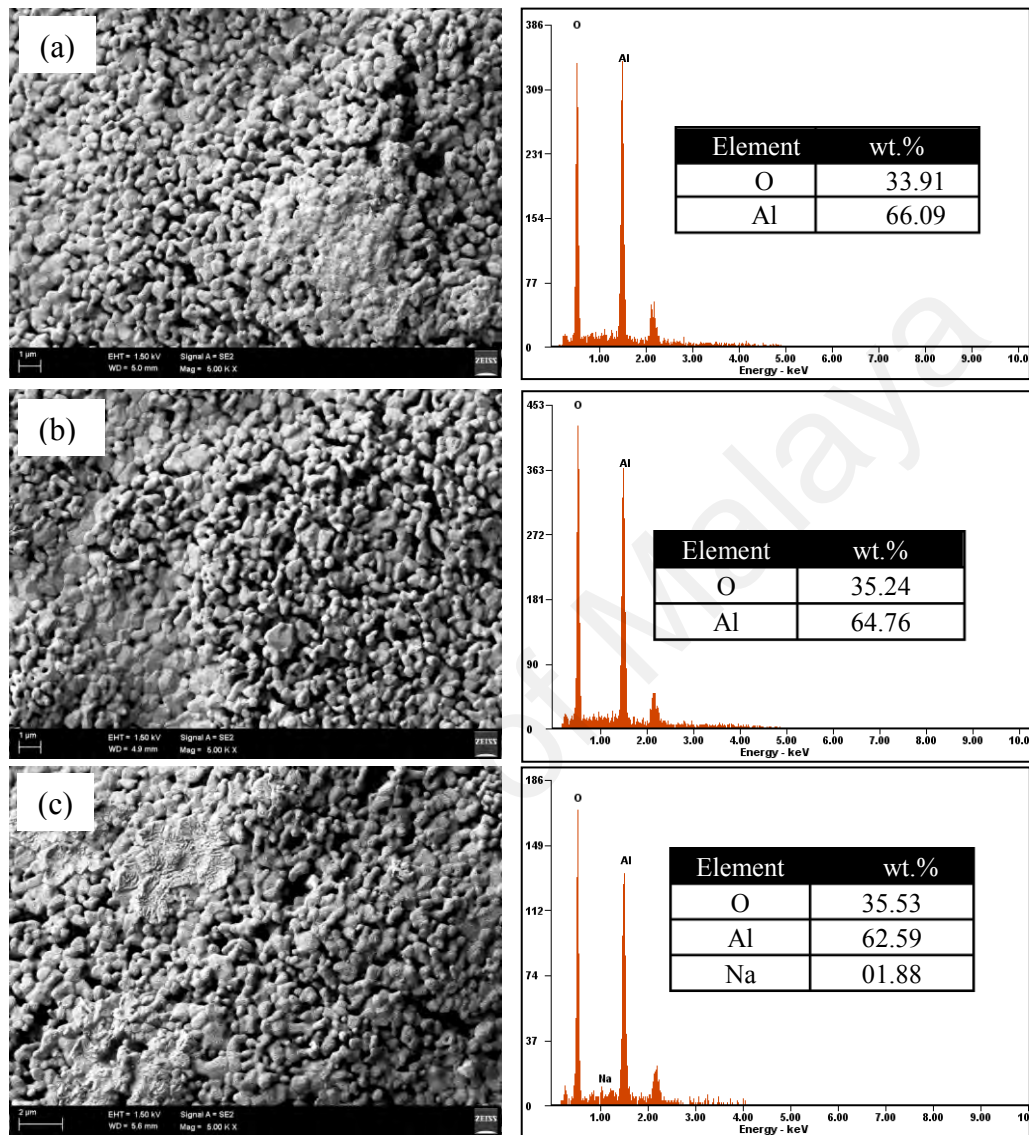 (a)
1 µm
EHT = 1.50 kV Signal A = SE2
WD = 5.0 mm Mag = 5.00 K X
ZEISS
386
309
231
154
77
0
O
Al
Element wt.%
O 33.91
Al 66.09
1.00 2.00 3.00 4.00 5.00 6.00 7.00 8.00 9.00 10.0
Energy - keV
(b)
1 µm
EHT = 1.50 kV Signal A = SE2
WD = 4.9 mm Mag = 5.00 K X
ZEISS
453
363
272
181
90
0
O
Al
Element wt.%
O 35.24
Al 64.76
1.00 2.00 3.00 4.00 5.00 6.00 7.00 8.00 9.00 10.0
Energy - keV
(c)
2 µm
EHT = 1.50 kV Signal A = SE2
WD = 5.6 mm Mag = 5.00 K X
ZEISS
186
149
112
74
37
0
O
Al
Na
Element wt.%
O 35.53
Al 62.59
Na 01.88
1.00 2.00 3.00 4.00 5.00 6.00 7.00 8.00 9.00 10.0
Energy - keV
of Malaya